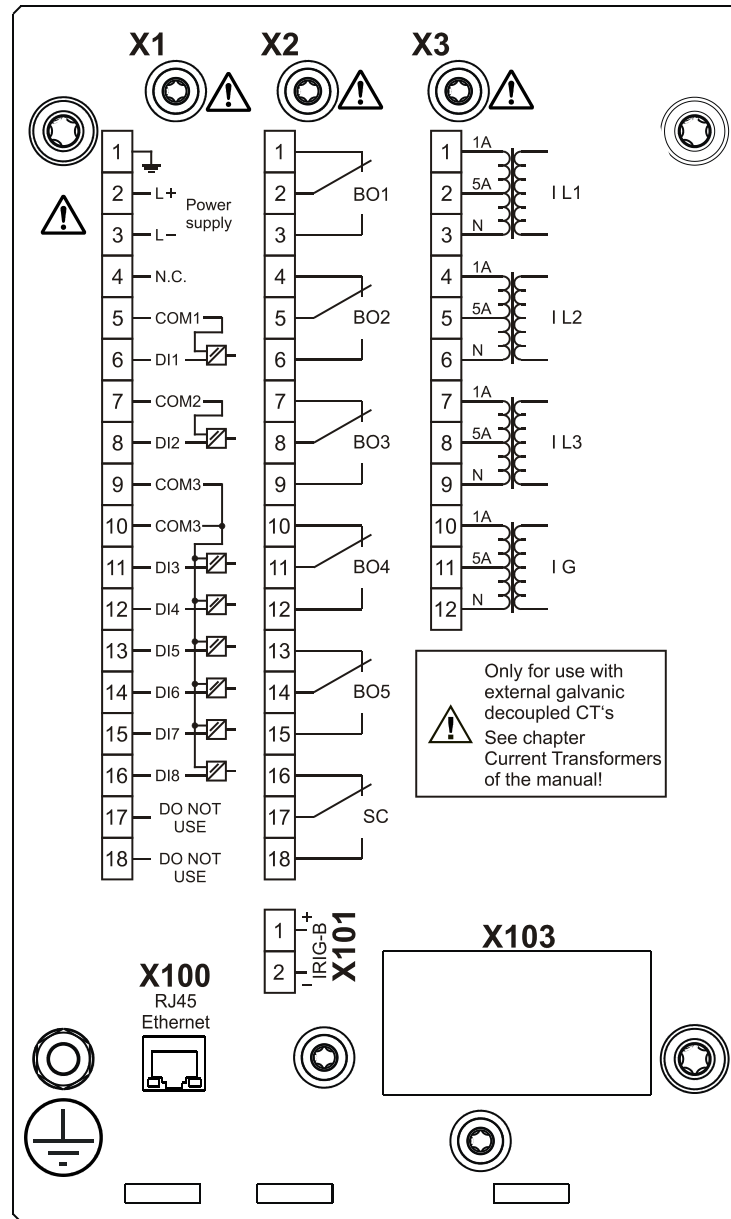 X1 X2 X3
1
2 L+
3 L–
Power
supply
4 N.C.
5 COM1
6 DI1
7 COM2
8 DI2
9 COM3
10 COM3
11 DI3
12 DI4
13 DI5
14 DI6
15 DI7
16 DI8
17 DO NOT
USE
18 DO NOT
USE
1
2 BO1
3
4
5 BO2
6
7
8 BO3
9
10
11 BO4
12
13
14 BO5
15
16
17 SC
18
1 1A
2 5A I L1
3 N
4 1A
5 5A I L2
6 N
7 1A
8 5A I L3
9 N
10 1A
11 5A I G
12 N
Only for use with
external galvanic
decoupled CT's
See chapter
Current Transformers
of the manual!
1 +
2 –
IRIG-B
X101
X103
X100
RJ45
Ethernet